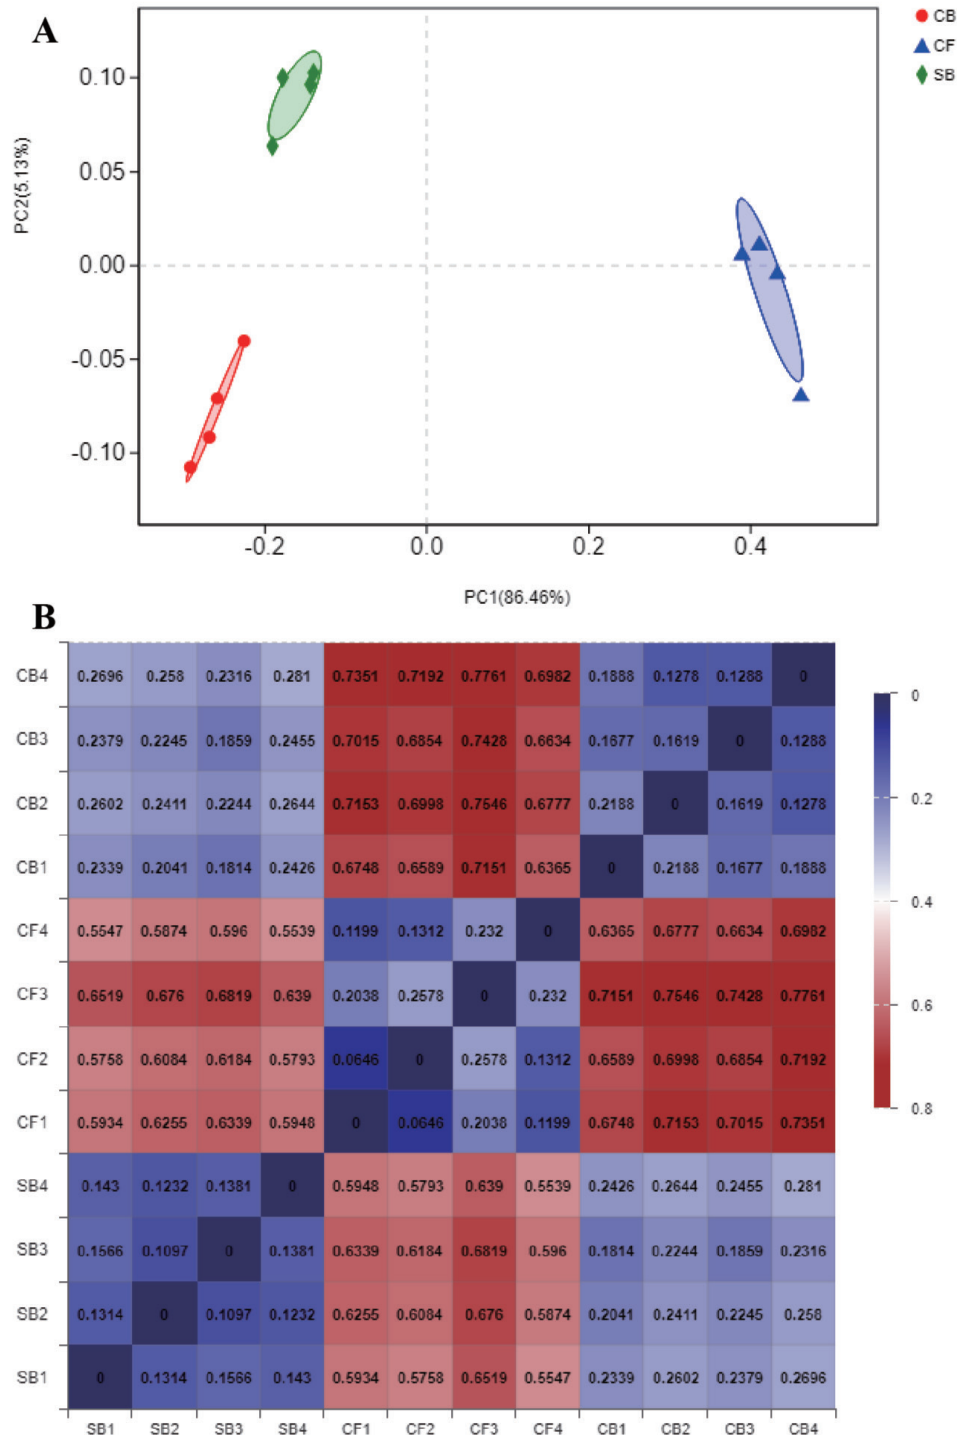 A
CB
CF
SB
0.10
0.05
0.00
-0.05
-0.10
PC2(5.13%)
-0.2 0.0 0.2 0.4
PC1(86.46%)
B
CB4 0.2696 0.258 0.2316 0.281 0.7351 0.7192 0.7761 0.6982 0.1888 0.1278 0.1288 0
CB3 0.2379 0.2245 0.1859 0.2455 0.7015 0.6854 0.7428 0.6634 0.1677 0.1619 0 0.1288
CB2 0.2602 0.2411 0.2244 0.2644 0.7153 0.6998 0.7546 0.6777 0.2188 0 0.1619 0.1278
CB1 0.2339 0.2041 0.1814 0.2426 0.6748 0.6589 0.7151 0.6365 0 0.2188 0.1677 0.1888
CF4 0.5547 0.5874 0.596 0.5539 0.1199 0.1312 0.232 0 0.6365 0.6777 0.6634 0.6982
CF3 0.6519 0.676 0.6819 0.639 0.2038 0.2578 0 0.232 0.7151 0.7546 0.7428 0.7761
CF2 0.5758 0.6084 0.6184 0.5793 0.0646 0 0.2578 0.1312 0.6589 0.6998 0.6854 0.7192
CF1 0.5934 0.6255 0.6339 0.5948 0 0.0646 0.2038 0.1199 0.6748 0.7153 0.7015 0.7351
SB4 0.143 0.1232 0.1381 0 0.5948 0.5793 0.639 0.5539 0.2426 0.2644 0.2455 0.281
SB3 0.1566 0.1097 0 0.1381 0.6339 0.6184 0.6819 0.596 0.1814 0.2244 0.1859 0.2316
SB2 0.1314 0 0.1097 0.1232 0.6255 0.6084 0.676 0.5874 0.2041 0.2411 0.2245 0.258
SB1 0 0.1314 0.1566 0.143 0.5934 0.5758 0.6519 0.5547 0.2339 0.2602 0.2379 0.2696
SB1 SB2 SB3 SB4 CF1 CF2 CF3 CF4 CB1 CB2 CB3 CB4
0
0.2
0.4
0.6
0.8